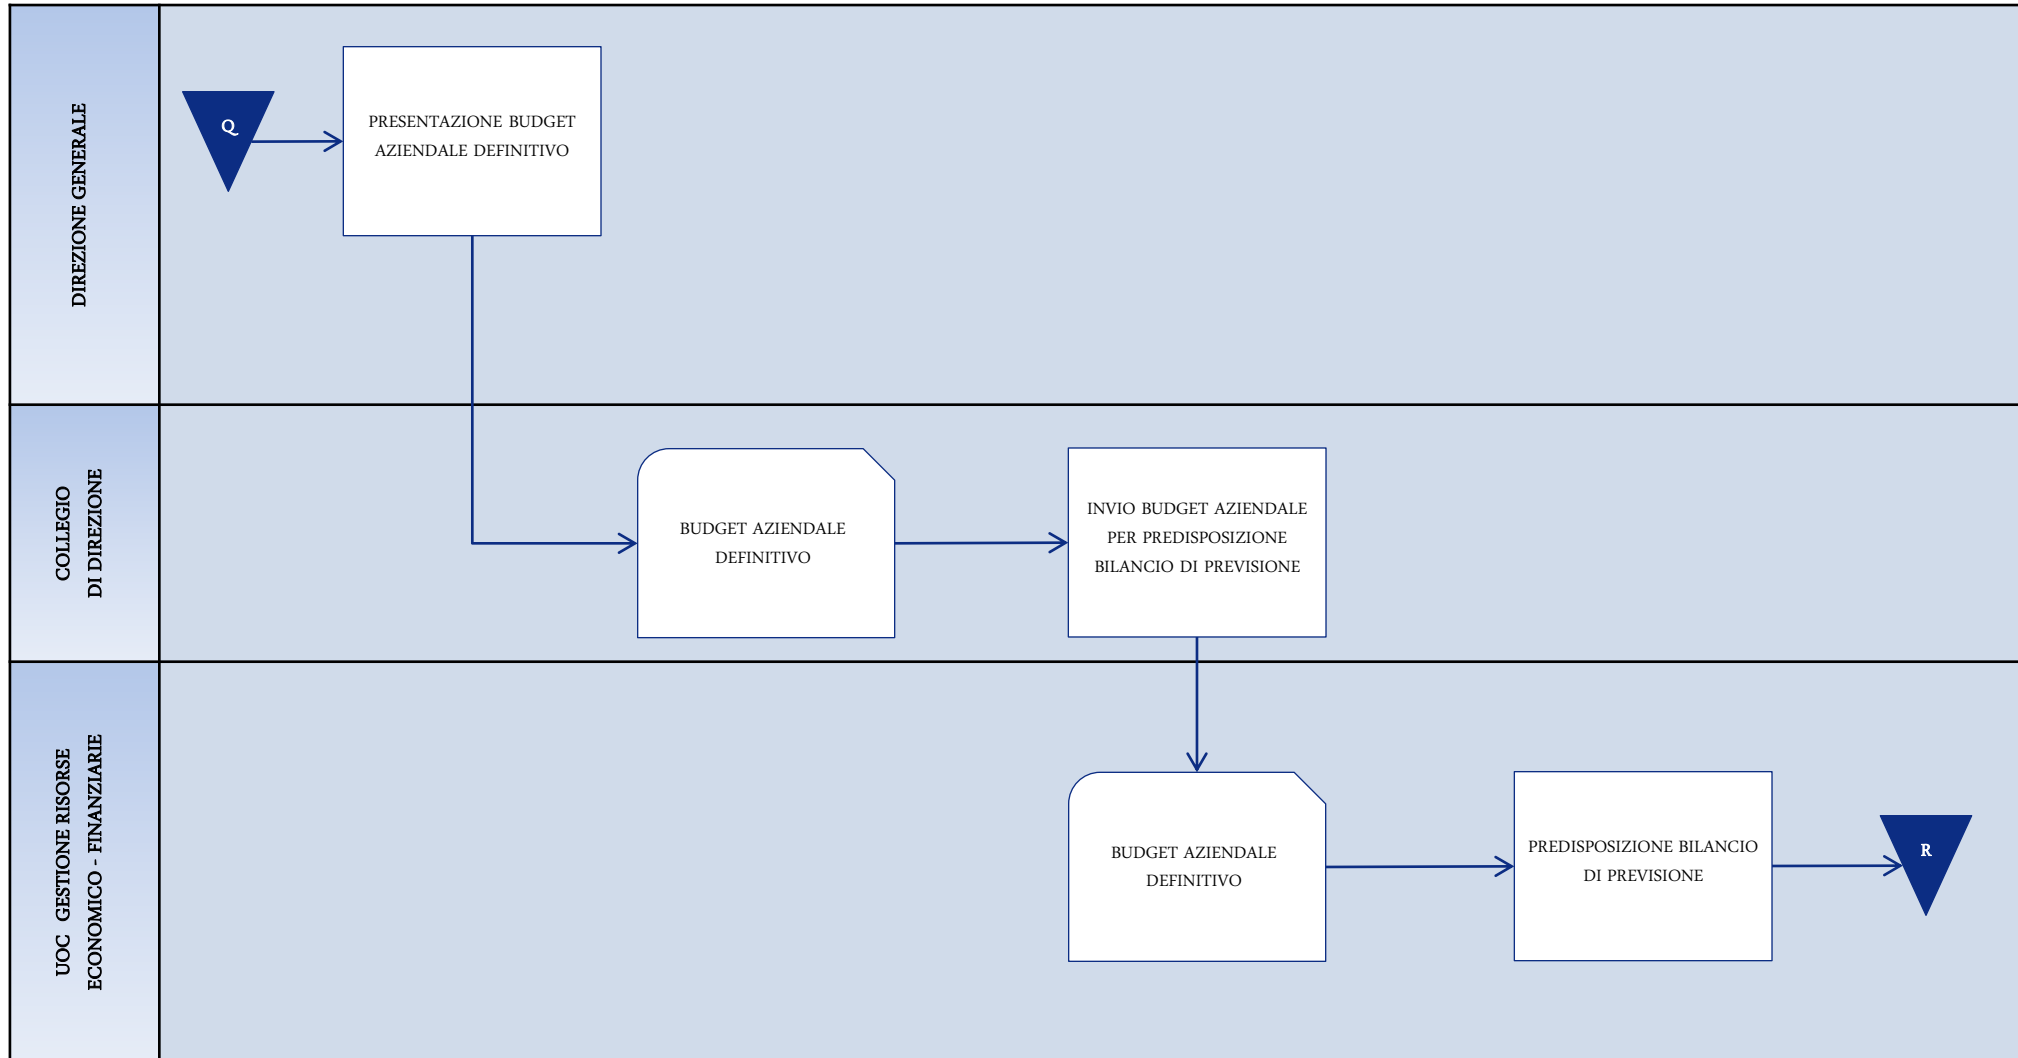 DIREZIONE GENERALE
Q
PRESENTAZIONE BUDGET
AZIENDALE DEFINITIVO
COLLEGIO
DI DIREZIONE
BUDGET AZIENDALE
DEFINITIVO
INVIO BUDGET AZIENDALE
PER PREDISPOSIZIONE
BILANCIO DI PREVISIONE
UOC GESTIONE RISORSE
ECONOMICO - FINANZIARIE
BUDGET AZIENDALE
DEFINITIVO
PREDISPOSIZIONE BILANCIO
DI PREVISIONE
R